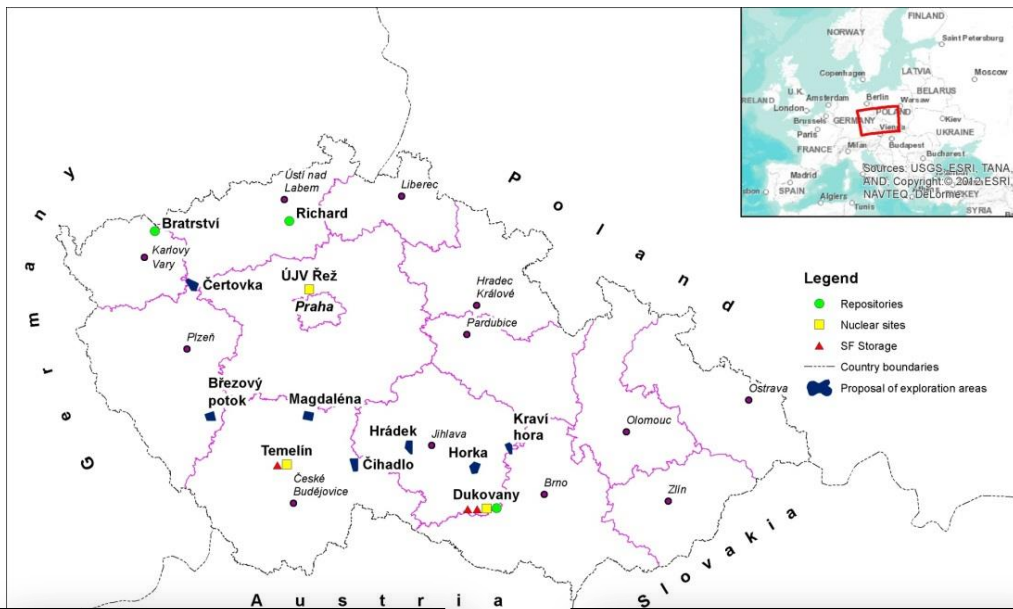 Germany
Poland
Slovakia
Austria
Ústí nad
Labem
Liberec
Bratrství
Richard
Karlovy
Vary
Čertovka
ÚJV Řež
Praha
Hradec
Králové
Pardubice
Plzeň
Březový
potok
Magdaléna
Hrádek
Jihlava
Kraví
hora
Horka
Olomouc
Ostrava
Temelín
Čihadlo
České
Budějovice
Dukovany
Brno
Zlín
FINLAND
NORWAY
Saint Petersburg
Copenhagen
LATVIA
Moscow
U.K.
BELARUS
IRELAND
Amsterdam
Berlin
Warsaw
London
POLAND
Brussels
GERMANY
Kiev
Paris
Vienna
UKRAINE
FRANCE
Milan
Budapest
Bucharest
Madrid
SPAIN
Algiers
Tunis
SYRIA
Sources: USGS, ESRI, TANA,
AND. Copyright:© 2012 ESRI,
NAVTEQ, DeLorme
Legend
Repositories
Nuclear sites
SF Storage
Country boundaries
Proposal of exploration areas